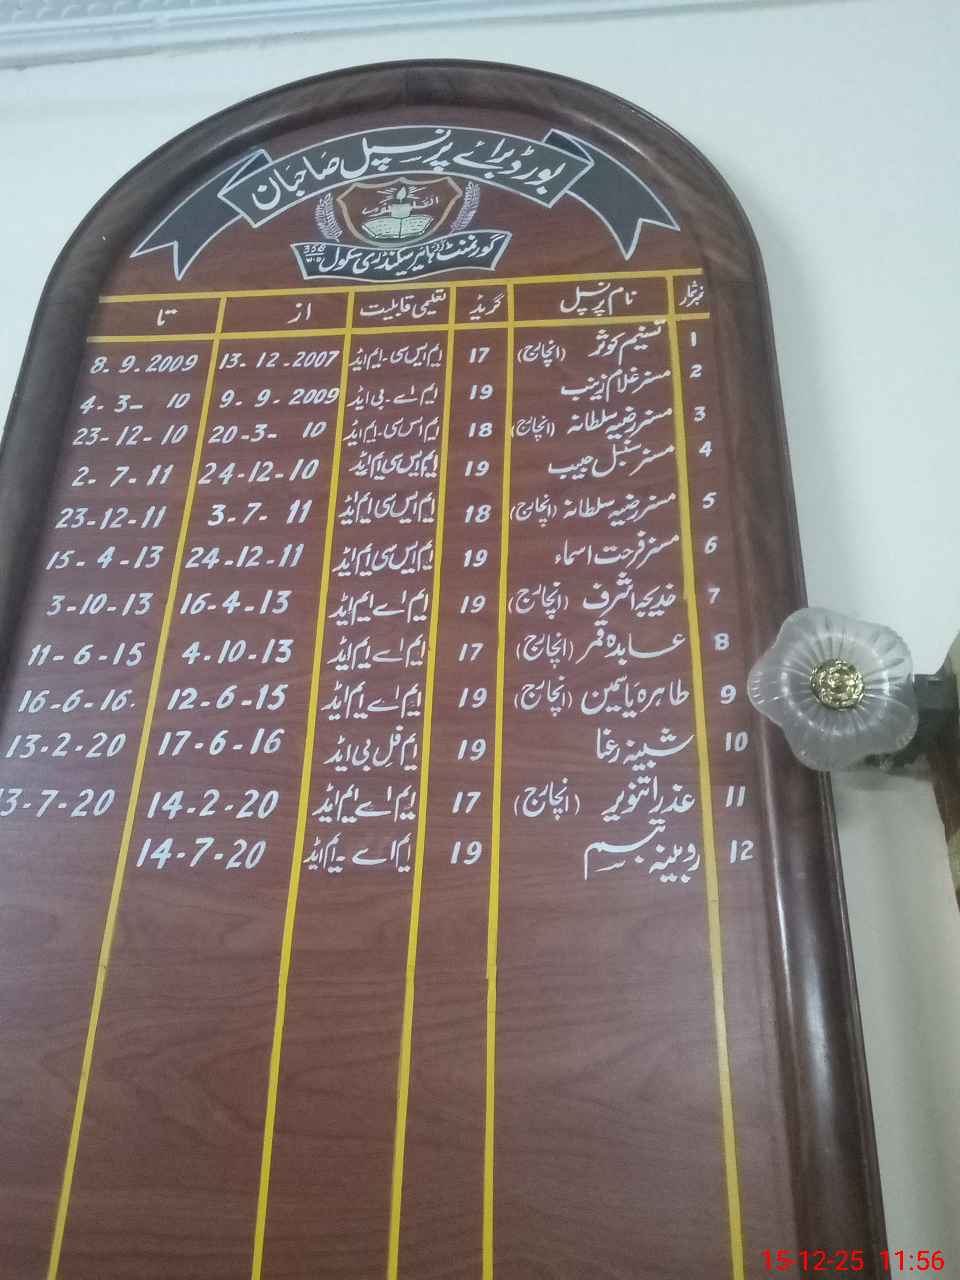 بورڈ براے پرنسپل صاحبان
گورنمنٹ گرلز ہائیر سیکنڈری سکول
نمبر شمار نام پرنسپل گریڈ تعلیمی قابلیت از تا
1 تسنیم کوثر (انچارج) 17 ایم ایس سی - ایم ایڈ 13-12-2007 8-9-2009
2 مسز غلام زینب 19 ایم اے - بی ایڈ 9-9-2009 4-3-10
3 مسز رضیہ سلطانہ (انچارج) 18 ایم اس سی - ایم ایڈ 20-3-10 23-12-10
4 مسز سنبل حبیب 19 ایم ایس سی ایم ایڈ 24-12-10 2-7-11
5 مسز رضیہ سلطانہ (انچارج) 18 ایم ایس سی ایم ایڈ 3-7-11 23-12-11
6 مسز فرحت اسماء 19 ایم ایس سی ایم ایڈ 24-12-11 15-4-13
7 خدیجہ اشرف (انچارج) 19 ایم اے ایم ایڈ 16-4-13 3-10-13
8 عابدہ قمر (انچارج) 17 ایم اے ایم ایڈ 4-10-13 11-6-15
9 طاہرہ یاسمین (انچارج) 19 ایم اے ایم ایڈ 12-6-15 16-6-16
10 شبینہ رعنا 19 ایم فل بی ایڈ 17-6-16 13-2-20
11 عذرا تنویر (انچارج) 17 ایم اے ایم ایڈ 14-2-20 13-7-20
12 روبینہ تبسم 19 ایم اے - ایم ایڈ 14-7-20
15-12-25 11:56